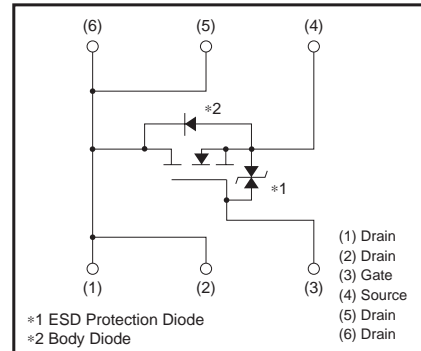 (6) (5) (4)
∗2
∗1
(1) (2) (3)
(1) Drain
(2) Drain
(3) Gate
(4) Source
(5) Drain
(6) Drain
∗1 ESD Protection Diode
∗2 Body Diode